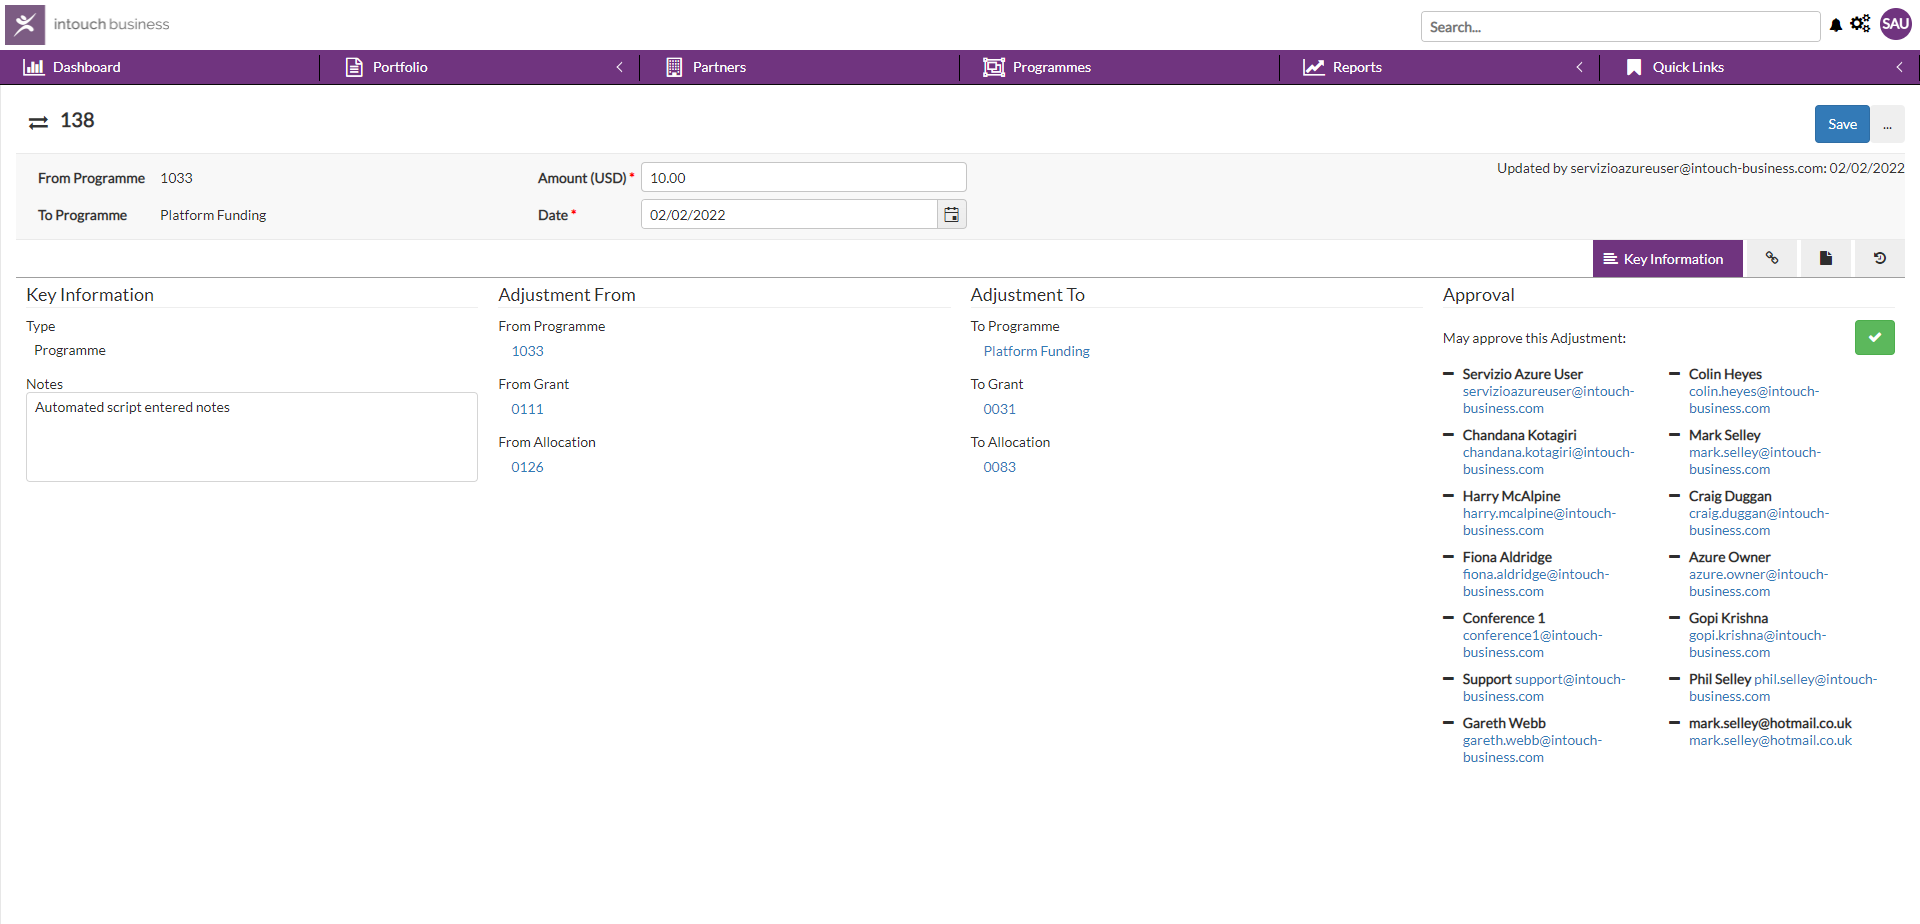 intouch business
Search...
SAU
Dashboard
Portfolio
Partners
Programmes
Reports
Quick Links
138
Save
...
From Programme 1033
Amount (USD) * 10.00
Updated by servizioazureuser@intouch-business.com: 02/02/2022
To Programme Platform Funding
Date * 02/02/2022
Key Information
Key Information
Type
Programme
Notes
Automated script entered notes
Adjustment From
From Programme
1033
From Grant
0111
From Allocation
0126
Adjustment To
To Programme
Platform Funding
To Grant
0031
To Allocation
0083
Approval
May approve this Adjustment:
Servizio Azure User
servizioazureuser@intouch-
business.com
Colin Heyes
colin.heyes@intouch-
business.com
Chandana Kotagiri
chandana.kotagiri@intouch-
business.com
Mark Selley
mark.selley@intouch-
business.com
Harry McAlpine
harry.mcalpine@intouch-
business.com
Craig Duggan
craig.duggan@intouch-
business.com
Fiona Aldridge
fiona.aldridge@intouch-
business.com
Azure Owner
azure.owner@intouch-
business.com
Conference 1
conference1@intouch-
business.com
Gopi Krishna
gopi.krishna@intouch-
business.com
Support support@intouch-
business.com
Phil Selley phil.selley@intouch-
business.com
Gareth Webb
gareth.webb@intouch-
business.com
mark.selley@hotmail.co.uk
mark.selley@hotmail.co.uk